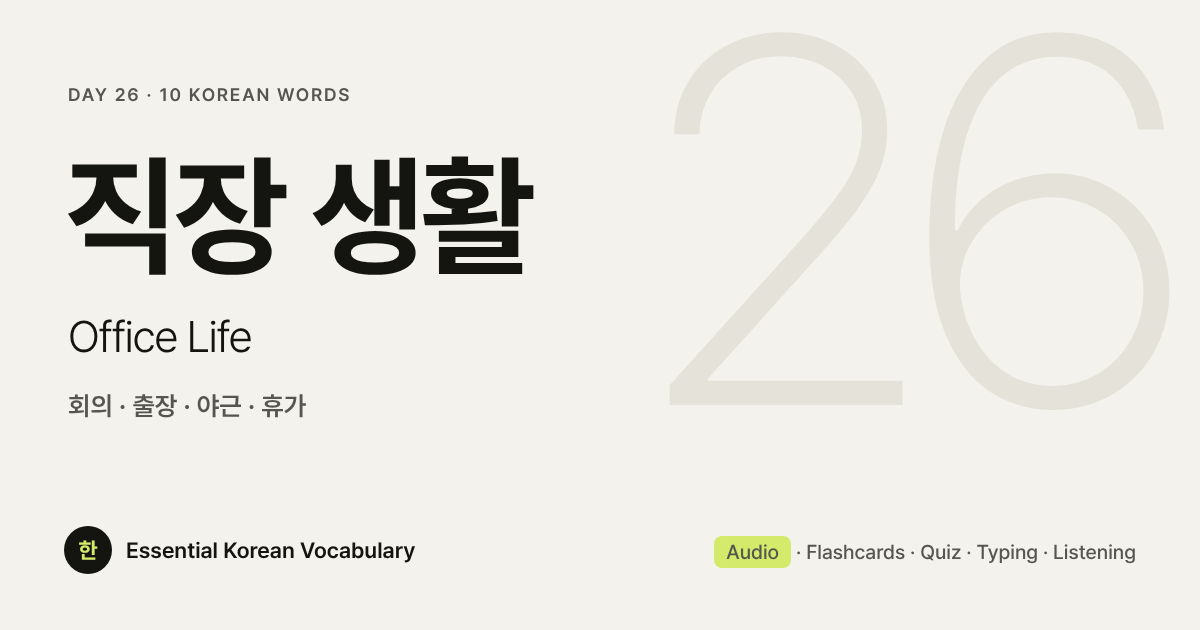 DAY 26 · 10 KOREAN WORDS
26
직장 생활
Office Life
회의 · 출장 · 야근 · 휴가
한 Essential Korean Vocabulary
Audio · Flashcards · Quiz · Typing · Listening